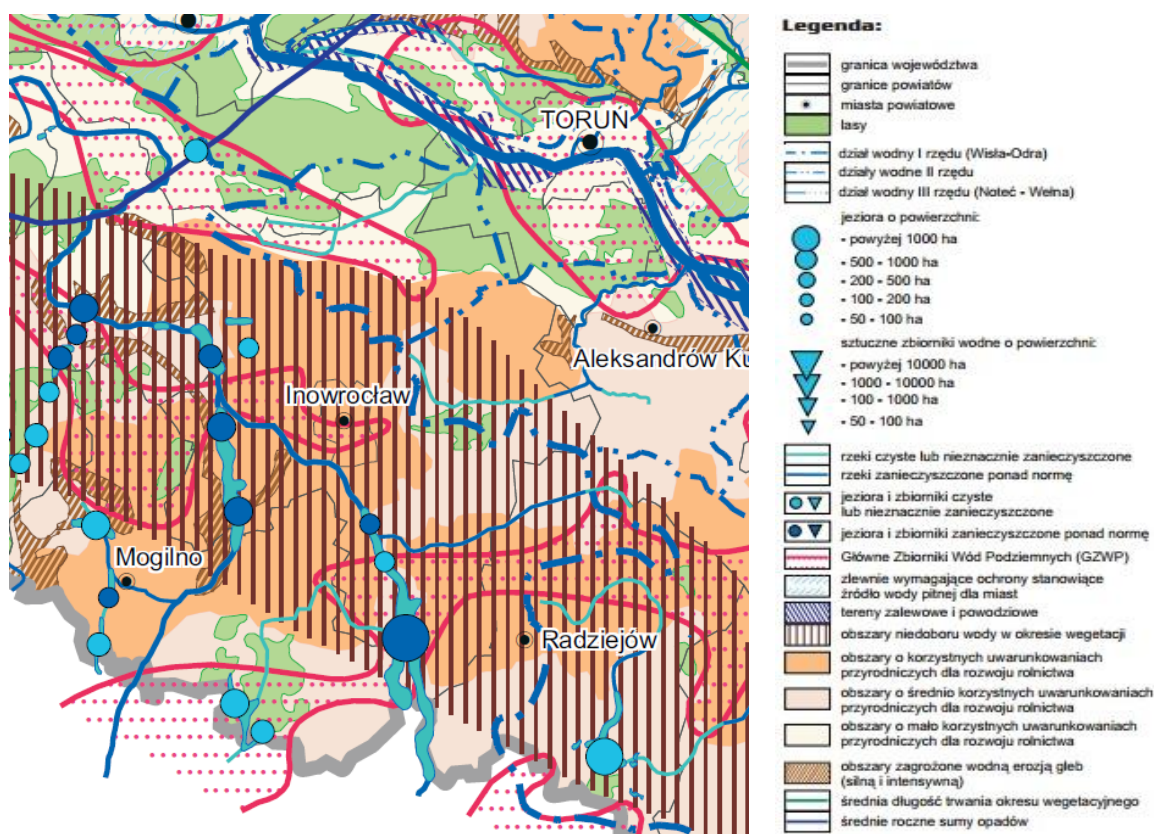 TORUŃ
Aleksandrów Ku
Inowrocław
Mogilno
Radziejów
Legenda:
granica województwa
granice powiatów
miasta powiatowe
lasy
dział wodny I rzędu (Wisła-Odra)
działy wodne II rzędu
dział wodny III rzędu (Noteć - Wełna)
jeziora o powierzchni:
- powyżej 1000 ha
- 500 - 1000 ha
- 200 - 500 ha
- 100 - 200 ha
- 50 - 100 ha
sztuczne zbiorniki wodne o powierzchni:
- powyżej 10000 ha
- 1000 - 10000 ha
- 100 - 1000 ha
- 50 - 100 ha
rzeki czyste lub nieznacznie zanieczyszczone
rzeki zanieczyszczone ponad normę
jeziora i zbiorniki czyste
lub nieznacznie zanieczyszczone
jeziora i zbiorniki zanieczyszczone ponad normę
Główne Zbiorniki Wód Podziemnych (GZWP)
zlewnie wymagające ochrony stanowiące
źródło wody pitnej dla miast
tereny zalewowe i powodziowe
obszary niedoboru wody w okresie wegetacji
obszary o korzystnych uwarunkowaniach
przyrodniczych dla rozwoju rolnictwa
obszary o średnio korzystnych uwarunkowaniach
przyrodniczych dla rozwoju rolnictwa
obszary o mało korzystnych uwarunkowaniach
przyrodniczych dla rozwoju rolnictwa
obszary zagrożone wodną erozją gleb
(silną i intensywną)
średnia długość trwania okresu wegetacyjnego
średnie roczne sumy opadów